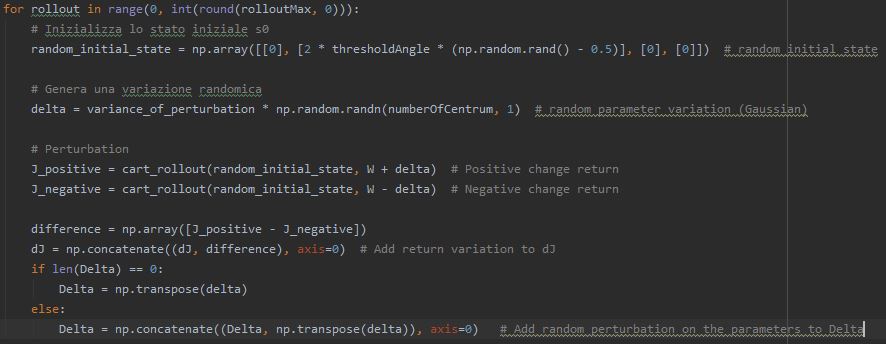 for rollout in range(0, int(round(rolloutMax, 0))):
    # Inizializza lo stato iniziale s0
    random_initial_state = np.array([[0], [2 * thresholdAngle * (np.random.rand() - 0.5)], [0], [0]])  # random initial state

    # Genera una variazione randomica
    delta = variance_of_perturbation * np.random.randn(numberOfCentrum, 1)  # random parameter variation (Gaussian)

    # Perturbation
    J_positive = cart_rollout(random_initial_state, W + delta)  # Positive change return
    J_negative = cart_rollout(random_initial_state, W - delta)  # Negative change return

    difference = np.array([J_positive - J_negative])
    dJ = np.concatenate((dJ, difference), axis=0)  # Add return variation to dJ
    if len(Delta) == 0:
        Delta = np.transpose(delta)
    else:
        Delta = np.concatenate((Delta, np.transpose(delta)), axis=0)   # Add random perturbation on the parameters to Delta